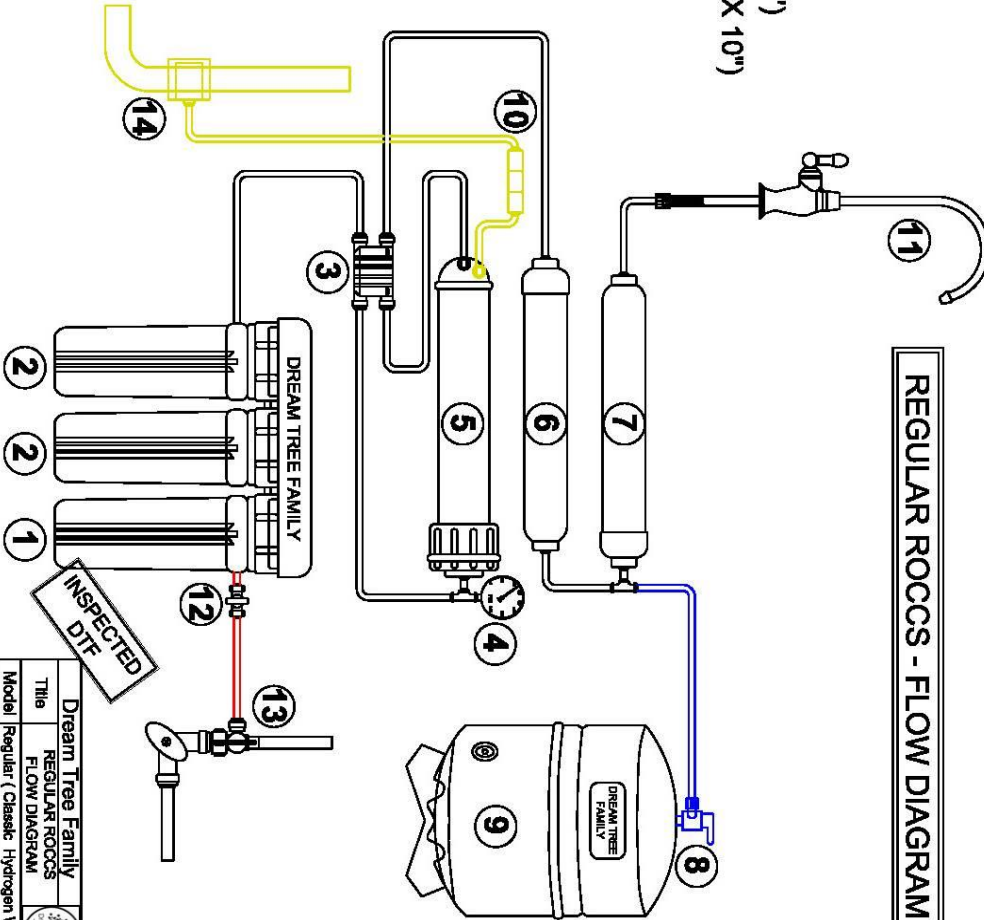 ")
X 10")
REGULAR ROCCS - FLOW DIAGRAM
14
10
11
3
DREAM TREE FAMILY
2
2
1
5
6
7
4
12
13
INSPECTED
DTF
DREAM TREE
FAMILY
9
8
Dream Tree Family
Title
REGULAR ROCCS
FLOW DIAGRAM
Model
Regular ( Classic Hydrogen